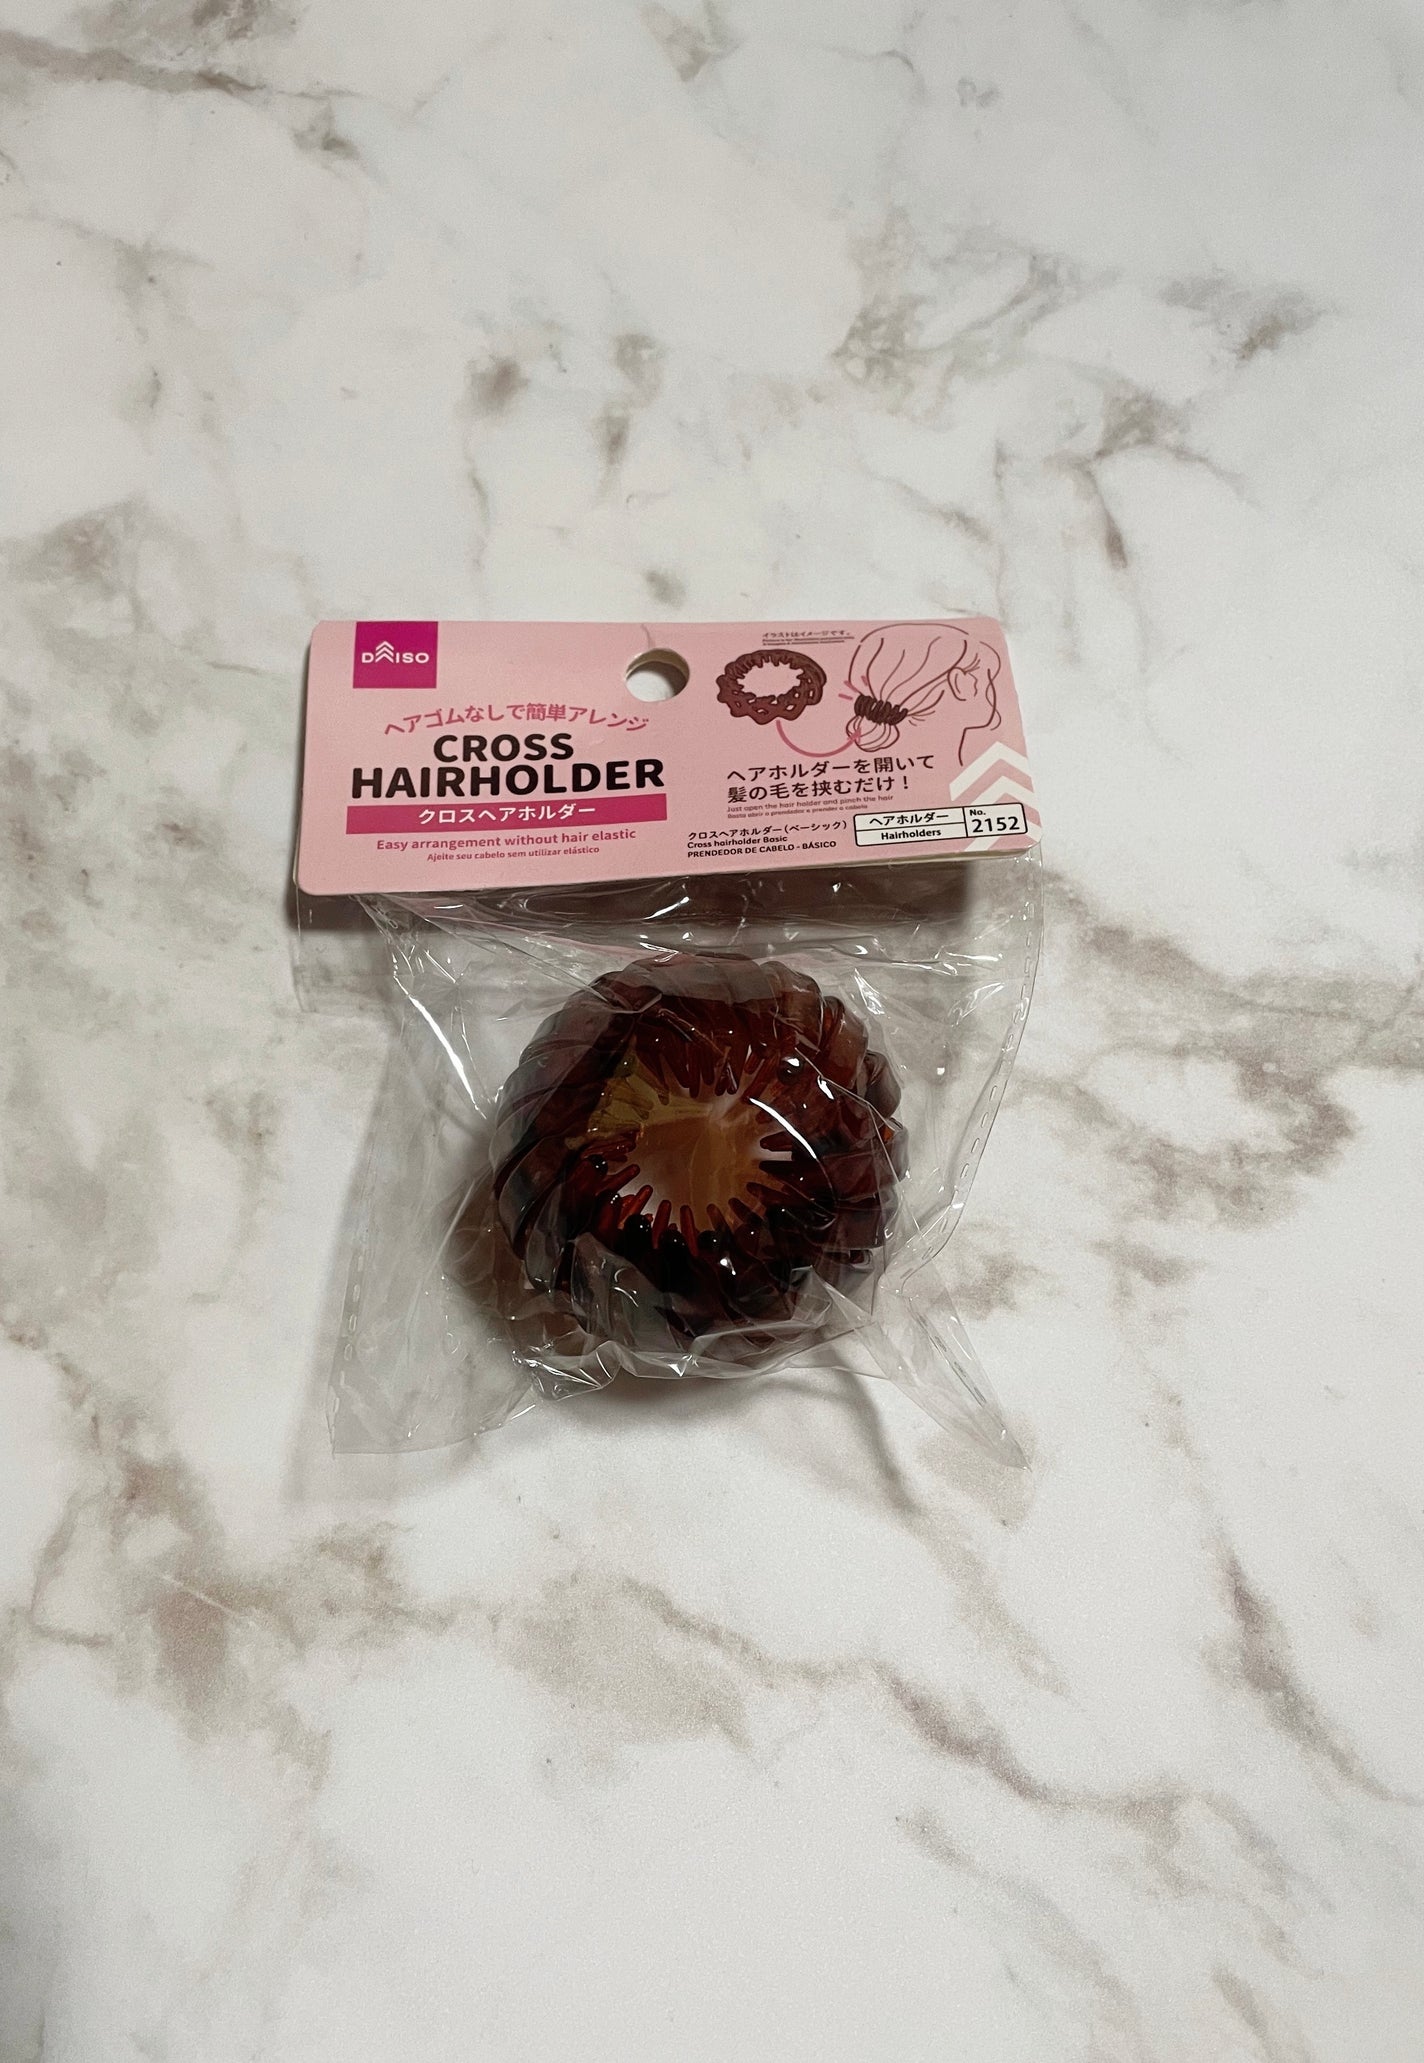 DAISO
ヘアゴムなしで簡単アレンジ
CROSS
HAIRHOLDER
クロスヘアホルダー
Easy arrangement without hair elastic
Ajeite seu cabelo sem utilizar elástico
イラストはイメージです。
ヘアホルダーを開いて
髪の毛を挟むだけ！
Just open the hair holder and pinch the hair
Basta abrir o prendedor e prender o cabelo
クロスヘアホルダー(ベーシック)
Cross hairholder Basic
PRENDEDOR DE CABELO - BÁSICO
ヘアホルダー
Hairholders
No.
2152